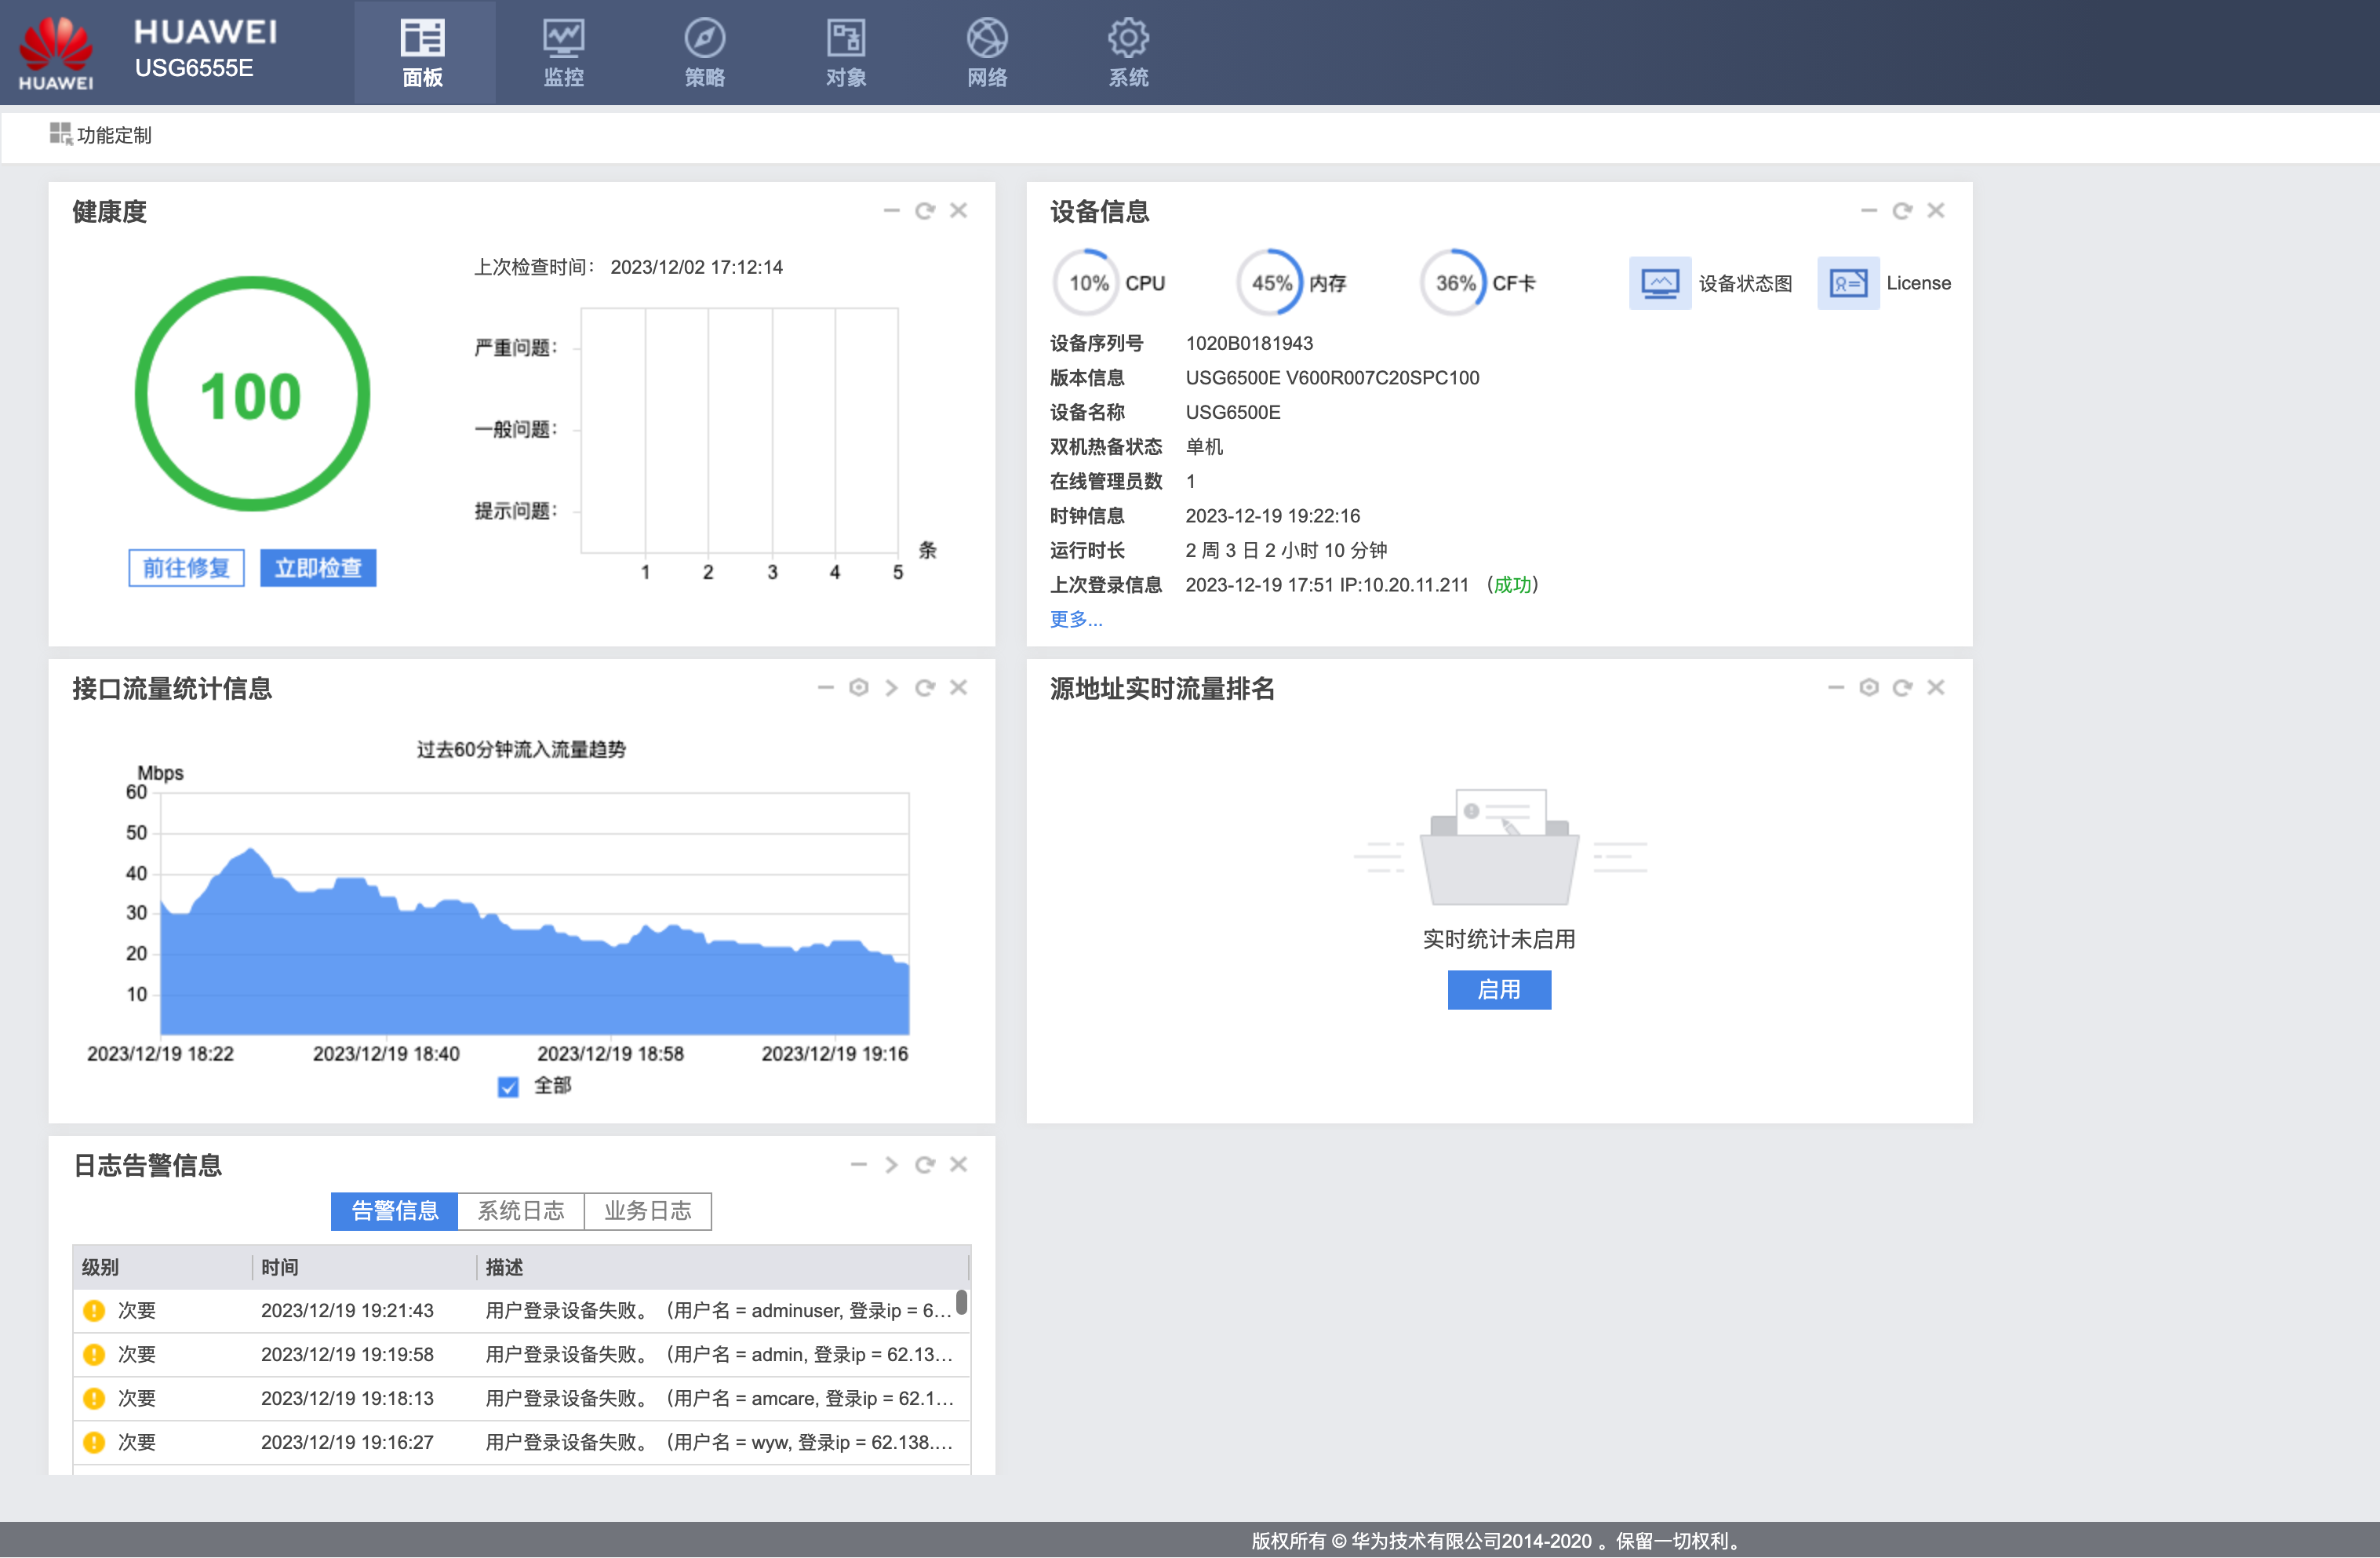 HUAWEI
HUAWEI
USG6555E
面板
监控
策略
对象
网络
系统
功能定制
健康度
上次检查时间： 2023/12/02 17:12:14
100
严重问题：
一般问题：
提示问题：
条
1 2 3 4 5
前往修复
立即检查
设备信息
10% CPU
45% 内存
36% CF卡
设备状态图
License
设备序列号 1020B0181943
版本信息 USG6500E V600R007C20SPC100
设备名称 USG6500E
双机热备状态 单机
在线管理员数 1
时钟信息 2023-12-19 19:22:16
运行时长 2 周 3 日 2 小时 10 分钟
上次登录信息 2023-12-19 17:51 IP:10.20.11.211 （成功）
更多...
接口流量统计信息
过去60分钟流入流量趋势
Mbps
60
50
40
30
20
10
2023/12/19 18:22 2023/12/19 18:40 2023/12/19 18:58 2023/12/19 19:16
全部
源地址实时流量排名
实时统计未启用
启用
日志告警信息
告警信息 系统日志 业务日志
级别 时间 描述
次要 2023/12/19 19:21:43 用户登录设备失败。（用户名 = adminuser, 登录ip = 6...
次要 2023/12/19 19:19:58 用户登录设备失败。（用户名 = admin, 登录ip = 62.13...
次要 2023/12/19 19:18:13 用户登录设备失败。（用户名 = amcare, 登录ip = 62.1...
次要 2023/12/19 19:16:27 用户登录设备失败。（用户名 = wyw, 登录ip = 62.138....
版权所有 © 华为技术有限公司2014-2020 。保留一切权利。